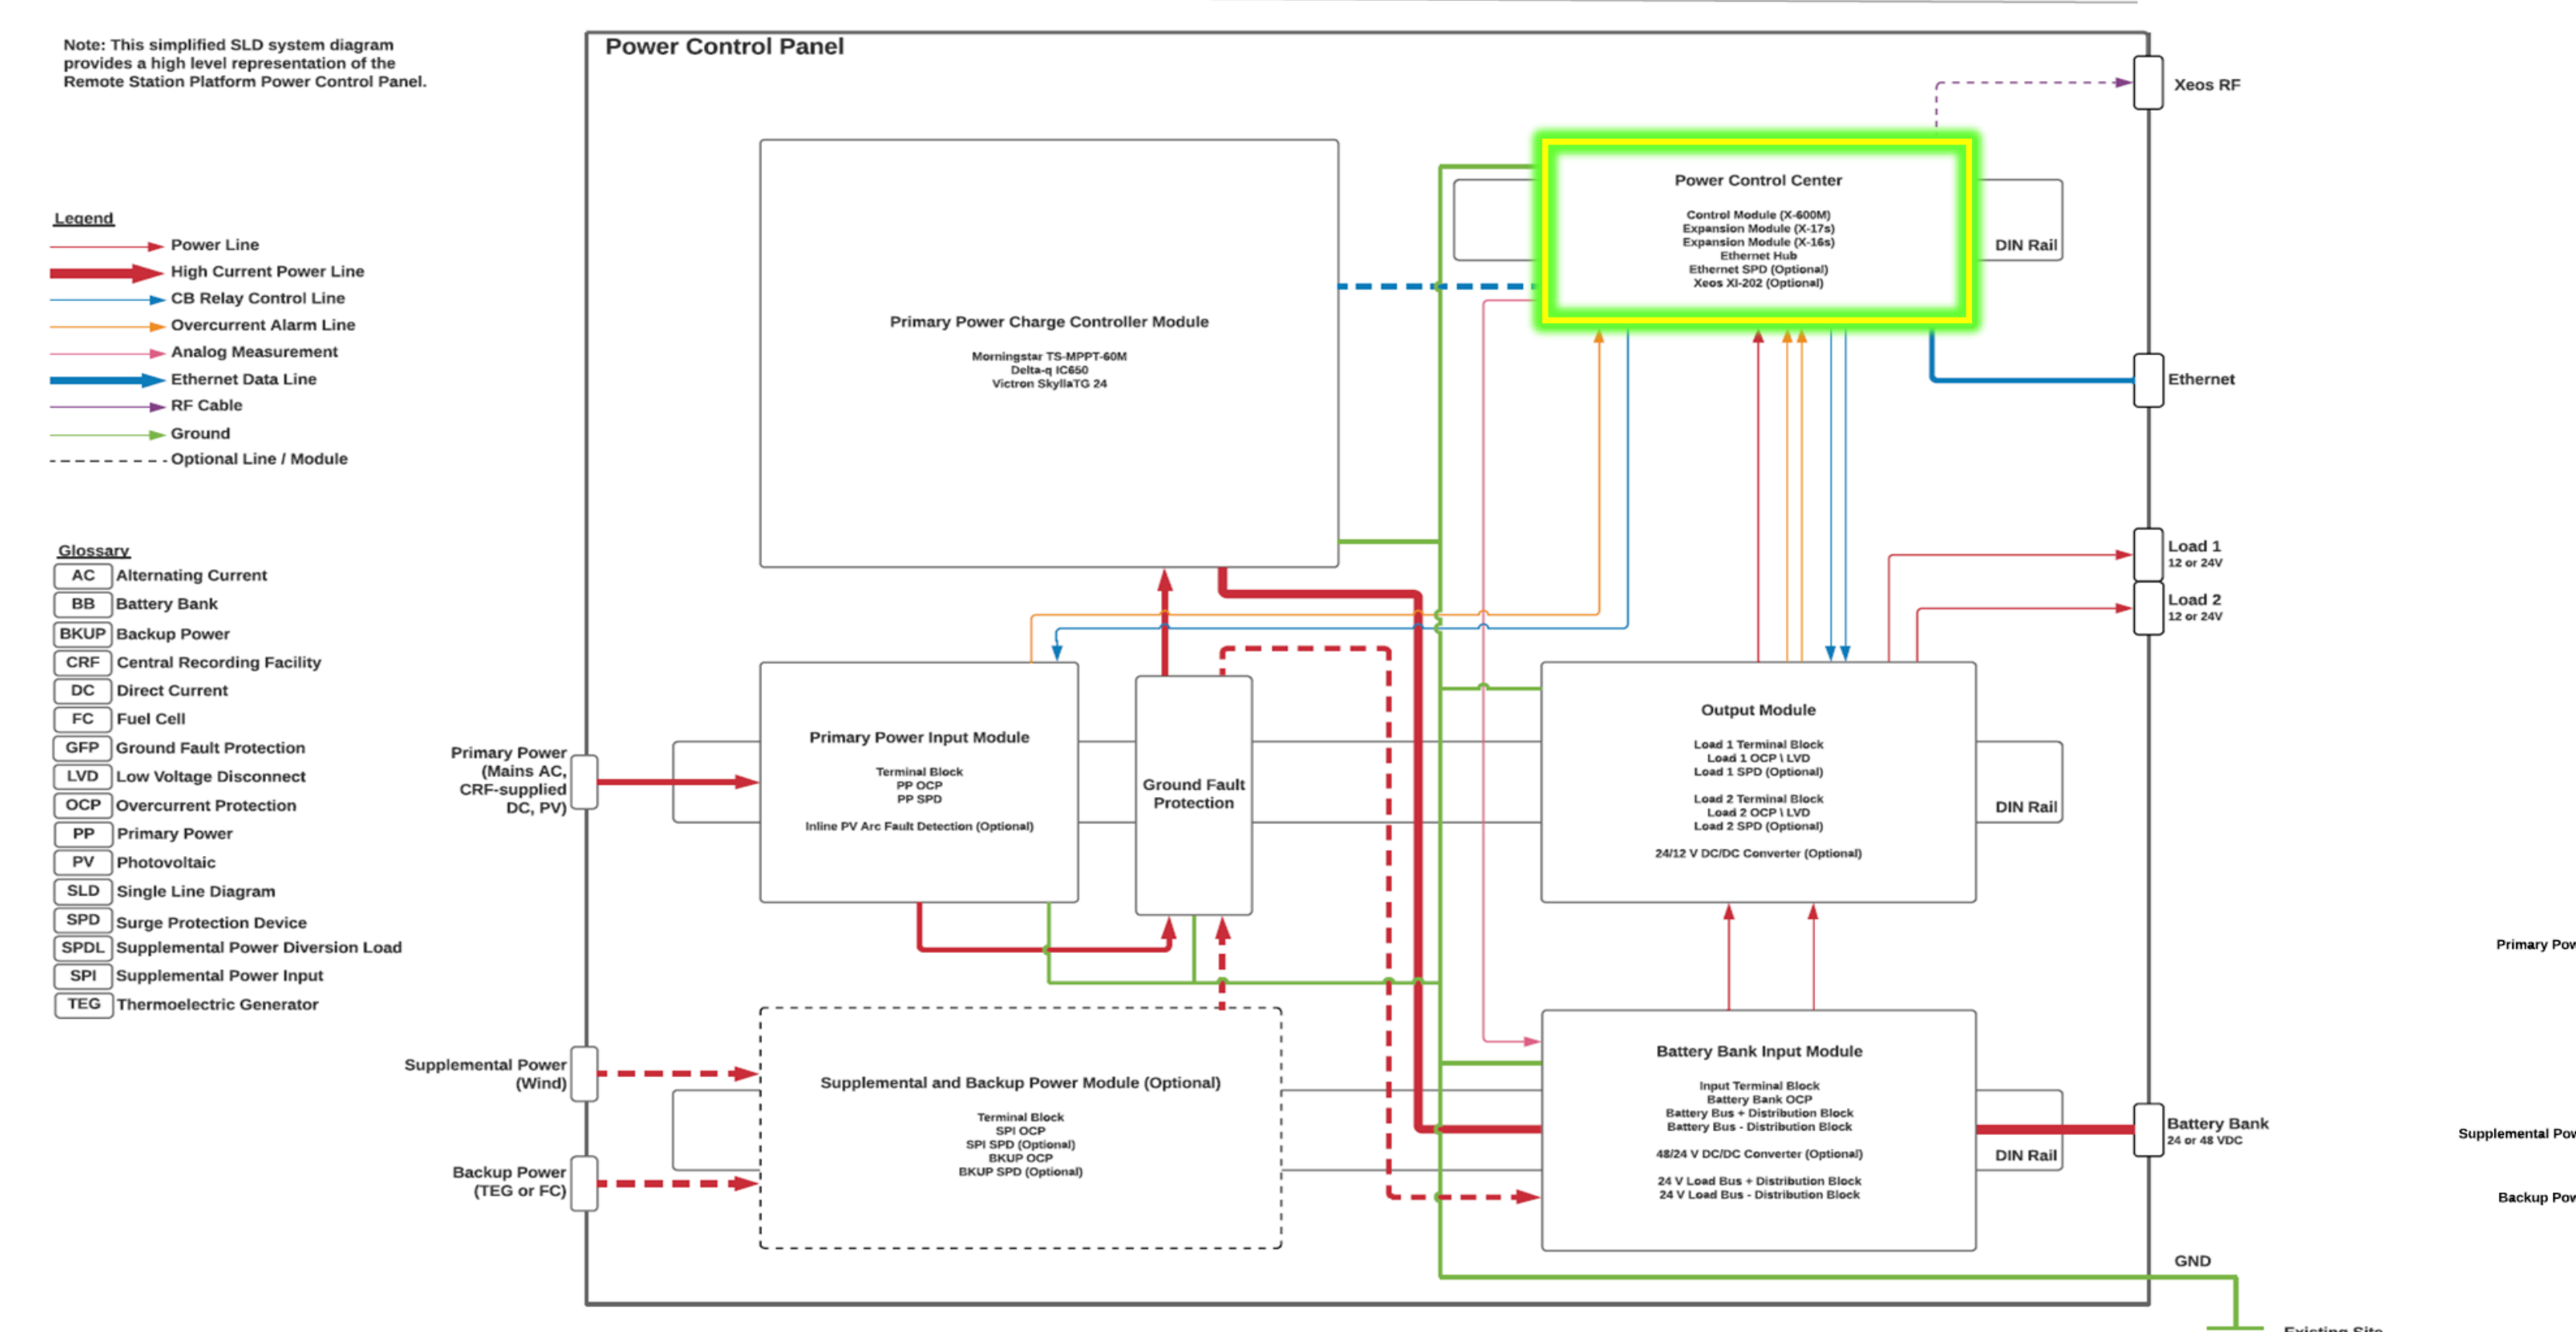 Note: This simplified SLD system diagram
provides a high level representation of the
Remote Station Platform Power Control Panel.
Legend
Power Line
High Current Power Line
CB Relay Control Line
Overcurrent Alarm Line
Analog Measurement
Ethernet Data Line
RF Cable
Ground
Optional Line / Module
Glossary
AC Alternating Current
BB Battery Bank
BKUP Backup Power
CRF Central Recording Facility
DC Direct Current
FC Fuel Cell
GFP Ground Fault Protection
LVD Low Voltage Disconnect
OCP Overcurrent Protection
PP Primary Power
PV Photovoltaic
SLD Single Line Diagram
SPD Surge Protection Device
SPDL Supplemental Power Diversion Load
SPI Supplemental Power Input
TEG Thermoelectric Generator
Power Control Panel
Primary Power Charge Controller Module
Morningstar TS-MPPT-60M
Delta-q IC650
Victron SkyllaTG 24
Power Control Center
Control Module (X-600M)
Expansion Module (X-17s)
Expansion Module (X-16s)
Ethernet Hub
Ethernet SPD (Optional)
Xeos XI-202 (Optional)
DIN Rail
Xeos RF
Ethernet
Load 1
12 or 24V
Load 2
12 or 24V
Primary Power
(Mains AC,
CRF-supplied
DC, PV)
Primary Power Input Module
Terminal Block
PP OCP
PP SPD
Inline PV Arc Fault Detection (Optional)
Ground Fault
Protection
Output Module
Load 1 Terminal Block
Load 1 OCP \ LVD
Load 1 SPD (Optional)
Load 2 Terminal Block
Load 2 OCP \ LVD
Load 2 SPD (Optional)
24/12 V DC/DC Converter (Optional)
DIN Rail
Supplemental Power
(Wind)
Backup Power
(TEG or FC)
Supplemental and Backup Power Module (Optional)
Terminal Block
SPI OCP
SPI SPD (Optional)
BKUP OCP
BKUP SPD (Optional)
Battery Bank Input Module
Input Terminal Block
Battery Bank OCP
Battery Bus + Distribution Block
Battery Bus - Distribution Block
48/24 V DC/DC Converter (Optional)
24 V Load Bus + Distribution Block
24 V Load Bus - Distribution Block
DIN Rail
Battery Bank
24 or 48 VDC
GND
Primary
Supplemental
Backup